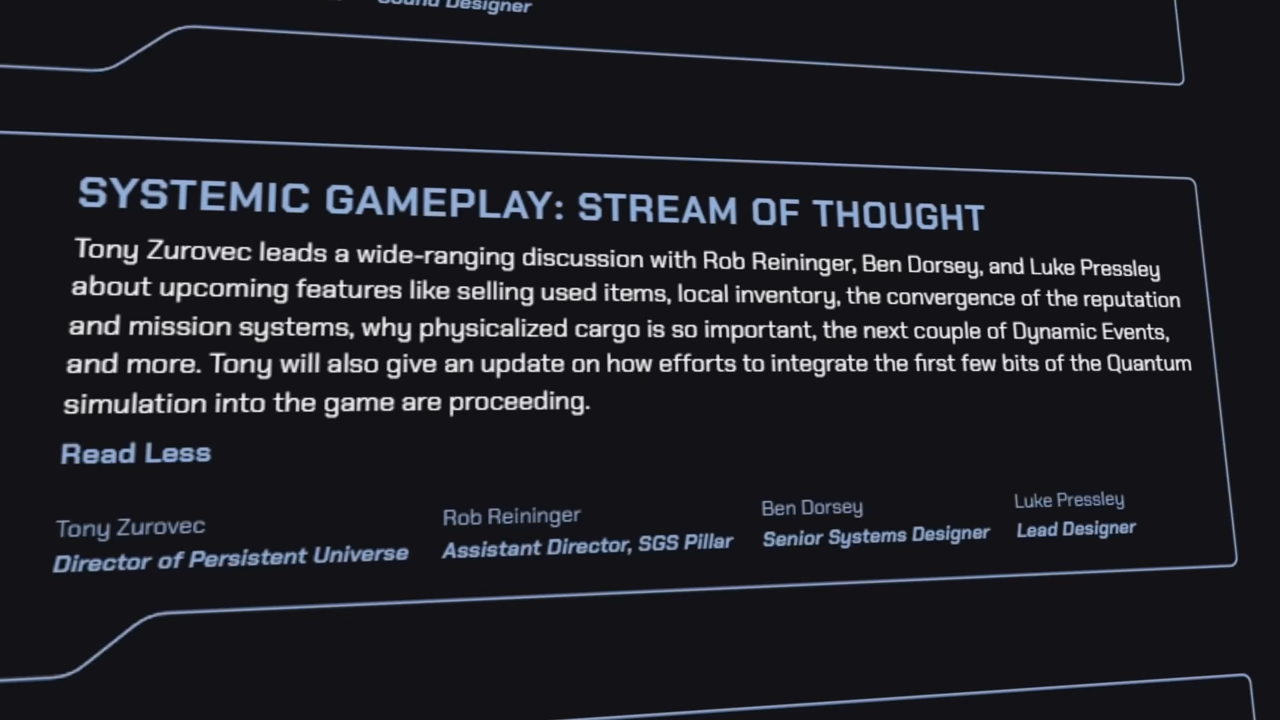 Sound Designer
SYSTEMIC GAMEPLAY: STREAM OF THOUGHT
Tony Zurovec leads a wide-ranging discussion with Rob Reininger, Ben Dorsey, and Luke Pressley
about upcoming features like selling used items, local inventory, the convergence of the reputation
and mission systems, why physicalized cargo is so important, the next couple of Dynamic Events,
and more. Tony will also give an update on how efforts to integrate the first few bits of the Quantum
simulation into the game are proceeding.
Read Less
Tony Zurovec Rob Reininger Ben Dorsey Luke Pressley
Director of Persistent Universe Assistant Director, SGS Pillar Senior Systems Designer Lead Designer